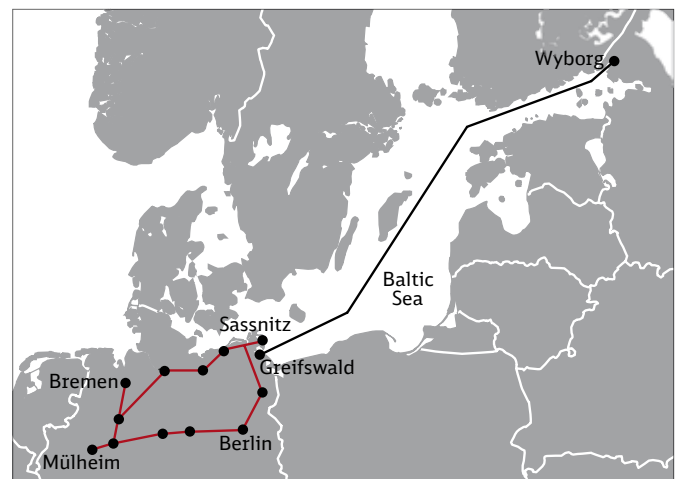 Wyborg
Baltic
Sea
Sassnitz
Greifswald
Bremen
Berlin
Mülheim